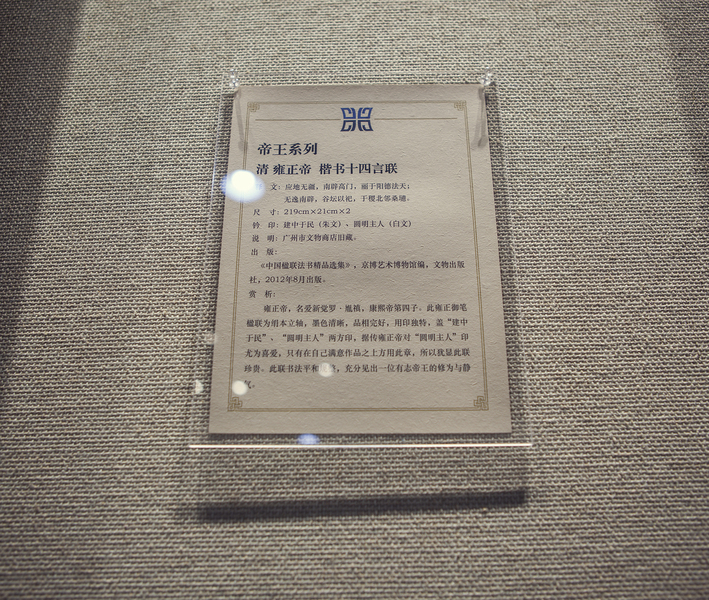 帝王系列
清 雍正帝 楷书十四言联
文：应地无疆，南辟高门，丽于阳德法天；
无逸南辟，谷坛以祀，于稷北邻桑墙。
尺 寸：219cm×21cm×2
钤 印：建中于民（朱文）、圆明主人（白文）
说 明：广州市文物商店旧藏。
出 版：
《中国楹联法书精品选集》，京博艺术博物馆编，文物出版
社，2012年8月出版。
赏 析：
雍正帝，名爱新觉罗·胤禛，康熙帝第四子。此雍正御笔
楹联为绢本立轴，墨色清晰，品相完好，用印独特，盖“建中
于民”、“圆明主人”两方印，据传雍正帝对“圆明主人”印
尤为喜爱，只有在自己满意作品之上方用此章，所以犹显此联
珍贵。此联书法平和，充分见出一位有志帝王的修为与静
气。